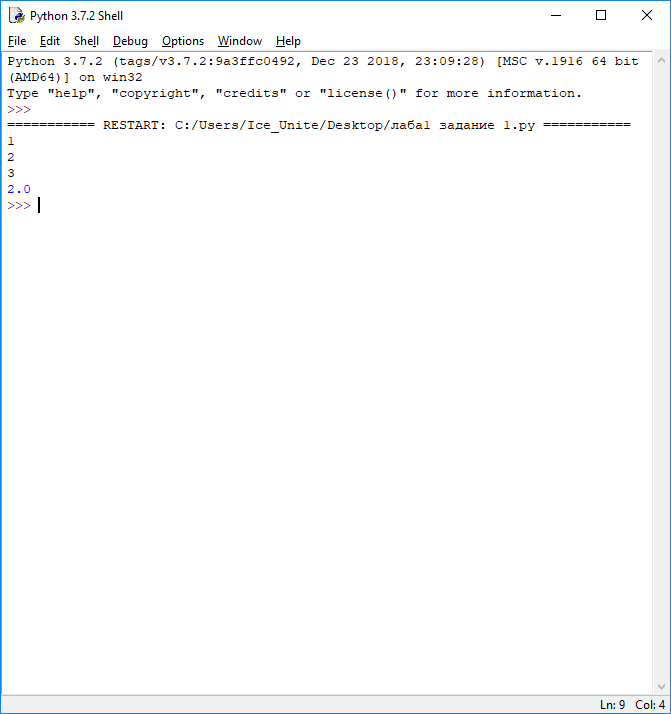 Python 3.7.2 Shell
File Edit Shell Debug Options Window Help
Python 3.7.2 (tags/v3.7.2:9a3ffc0492, Dec 23 2018, 23:09:28) [MSC v.1916 64 bit
(AMD64)] on win32
Type "help", "copyright", "credits" or "license()" for more information.
>>>
=========== RESTART: C:/Users/Ice_Unite/Desktop/лаба1 задание 1.py ===========
1
2
3
2.0
>>>
Ln: 9 Col: 4